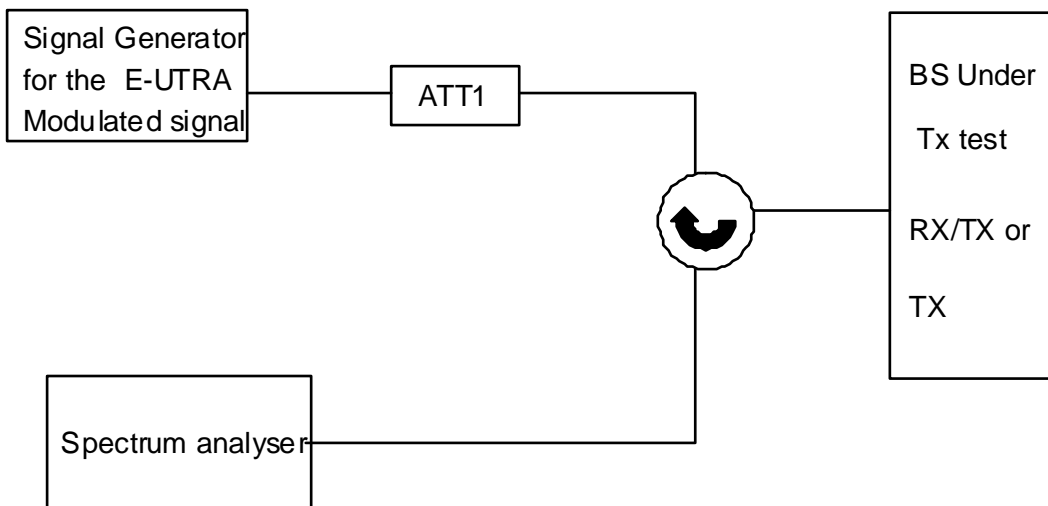 Signal Generator
for the E-UTRA
Modulated signal
ATT1
BS Under
Tx test
RX/TX or
TX
Spectrum analyser